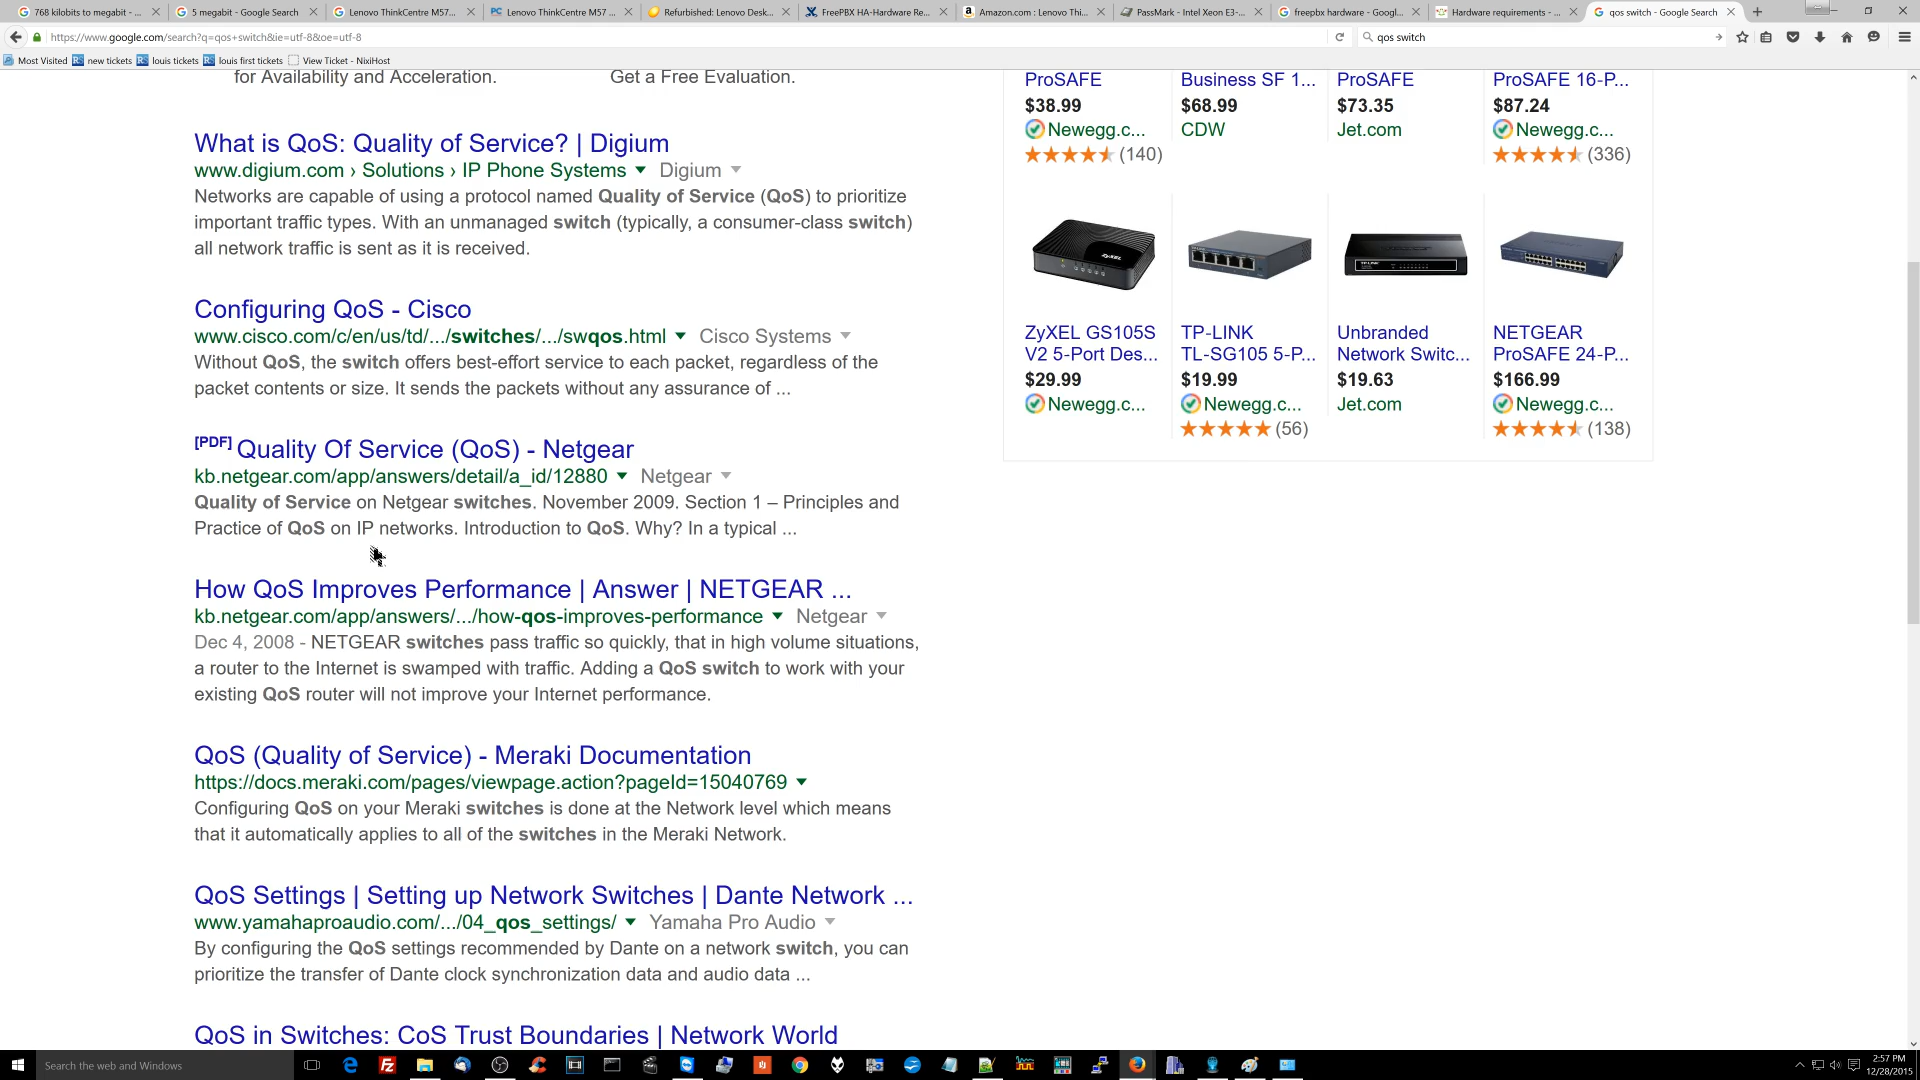 768 kilobits to megabit - ...
5 megabit - Google Search
Lenovo ThinkCentre M57...
Lenovo ThinkCentre M57 ...
Refurbished: Lenovo Desk...
FreePBX HA-Hardware Re...
Amazon.com : Lenovo Thi...
PassMark - Intel Xeon E3-...
freepbx hardware - Googl...
Hardware requirements - ...
qos switch - Google Search
https://www.google.com/search?q=qos+switch&ie=utf-8&oe=utf-8
qos switch
Most Visited new tickets louis tickets louis first tickets View Ticket - NixiHost
for Availability and Acceleration. Get a Free Evaluation.
What is QoS: Quality of Service? | Digium
www.digium.com › Solutions › IP Phone Systems Digium
Networks are capable of using a protocol named Quality of Service (QoS) to prioritize
important traffic types. With an unmanaged switch (typically, a consumer-class switch)
all network traffic is sent as it is received.
Configuring QoS - Cisco
www.cisco.com/c/en/us/td/.../switches/.../swqos.html Cisco Systems
Without QoS, the switch offers best-effort service to each packet, regardless of the
packet contents or size. It sends the packets without any assurance of ...
[PDF] Quality Of Service (QoS) - Netgear
kb.netgear.com/app/answers/detail/a_id/12880 Netgear
Quality of Service on Netgear switches. November 2009. Section 1 – Principles and
Practice of QoS on IP networks. Introduction to QoS. Why? In a typical ...
How QoS Improves Performance | Answer | NETGEAR ...
kb.netgear.com/app/answers/.../how-qos-improves-performance Netgear
Dec 4, 2008 - NETGEAR switches pass traffic so quickly, that in high volume situations,
a router to the Internet is swamped with traffic. Adding a QoS switch to work with your
existing QoS router will not improve your Internet performance.
QoS (Quality of Service) - Meraki Documentation
https://docs.meraki.com/pages/viewpage.action?pageId=15040769
Configuring QoS on your Meraki switches is done at the Network level which means
that it automatically applies to all of the switches in the Meraki Network.
QoS Settings | Setting up Network Switches | Dante Network ...
www.yamahaproaudio.com/.../04_qos_settings/ Yamaha Pro Audio
By configuring the QoS settings recommended by Dante on a network switch, you can
prioritize the transfer of Dante clock synchronization data and audio data ...
QoS in Switches: CoS Trust Boundaries | Network World
ProSAFE
$38.99
Newegg.c...
(140)
Business SF 1...
$68.99
CDW
ProSAFE
$73.35
Jet.com
ProSAFE 16-P...
$87.24
Newegg.c...
(336)
ZyXEL
ZyXEL GS105S
V2 5-Port Des...
$29.99
Newegg.c...
TP-LINK
TL-SG105 5-P...
$19.99
Newegg.c...
(56)
Unbranded
Network Switc...
$19.63
Jet.com
NETGEAR
ProSAFE 24-P...
$166.99
Newegg.c...
(138)
Search the web and Windows
2:57 PM
12/28/2015